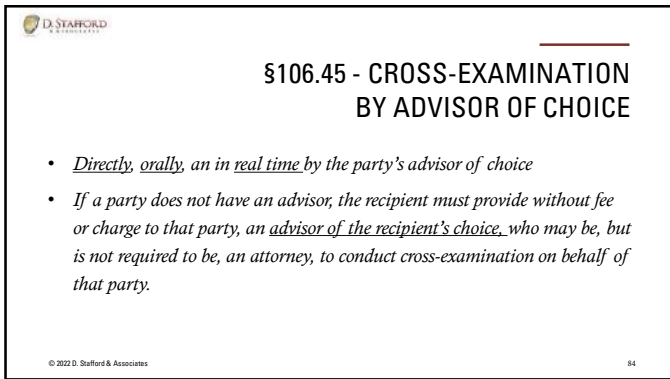 D. STAFFORD
& ASSOCIATES
§106.45 - CROSS-EXAMINATION
BY ADVISOR OF CHOICE
• Directly, orally, an in real time by the party's advisor of choice
• If a party does not have an advisor, the recipient must provide without fee
or charge to that party, an advisor of the recipient's choice, who may be, but
is not required to be, an attorney, to conduct cross-examination on behalf of
that party.
© 2022 D. Stafford & Associates
84